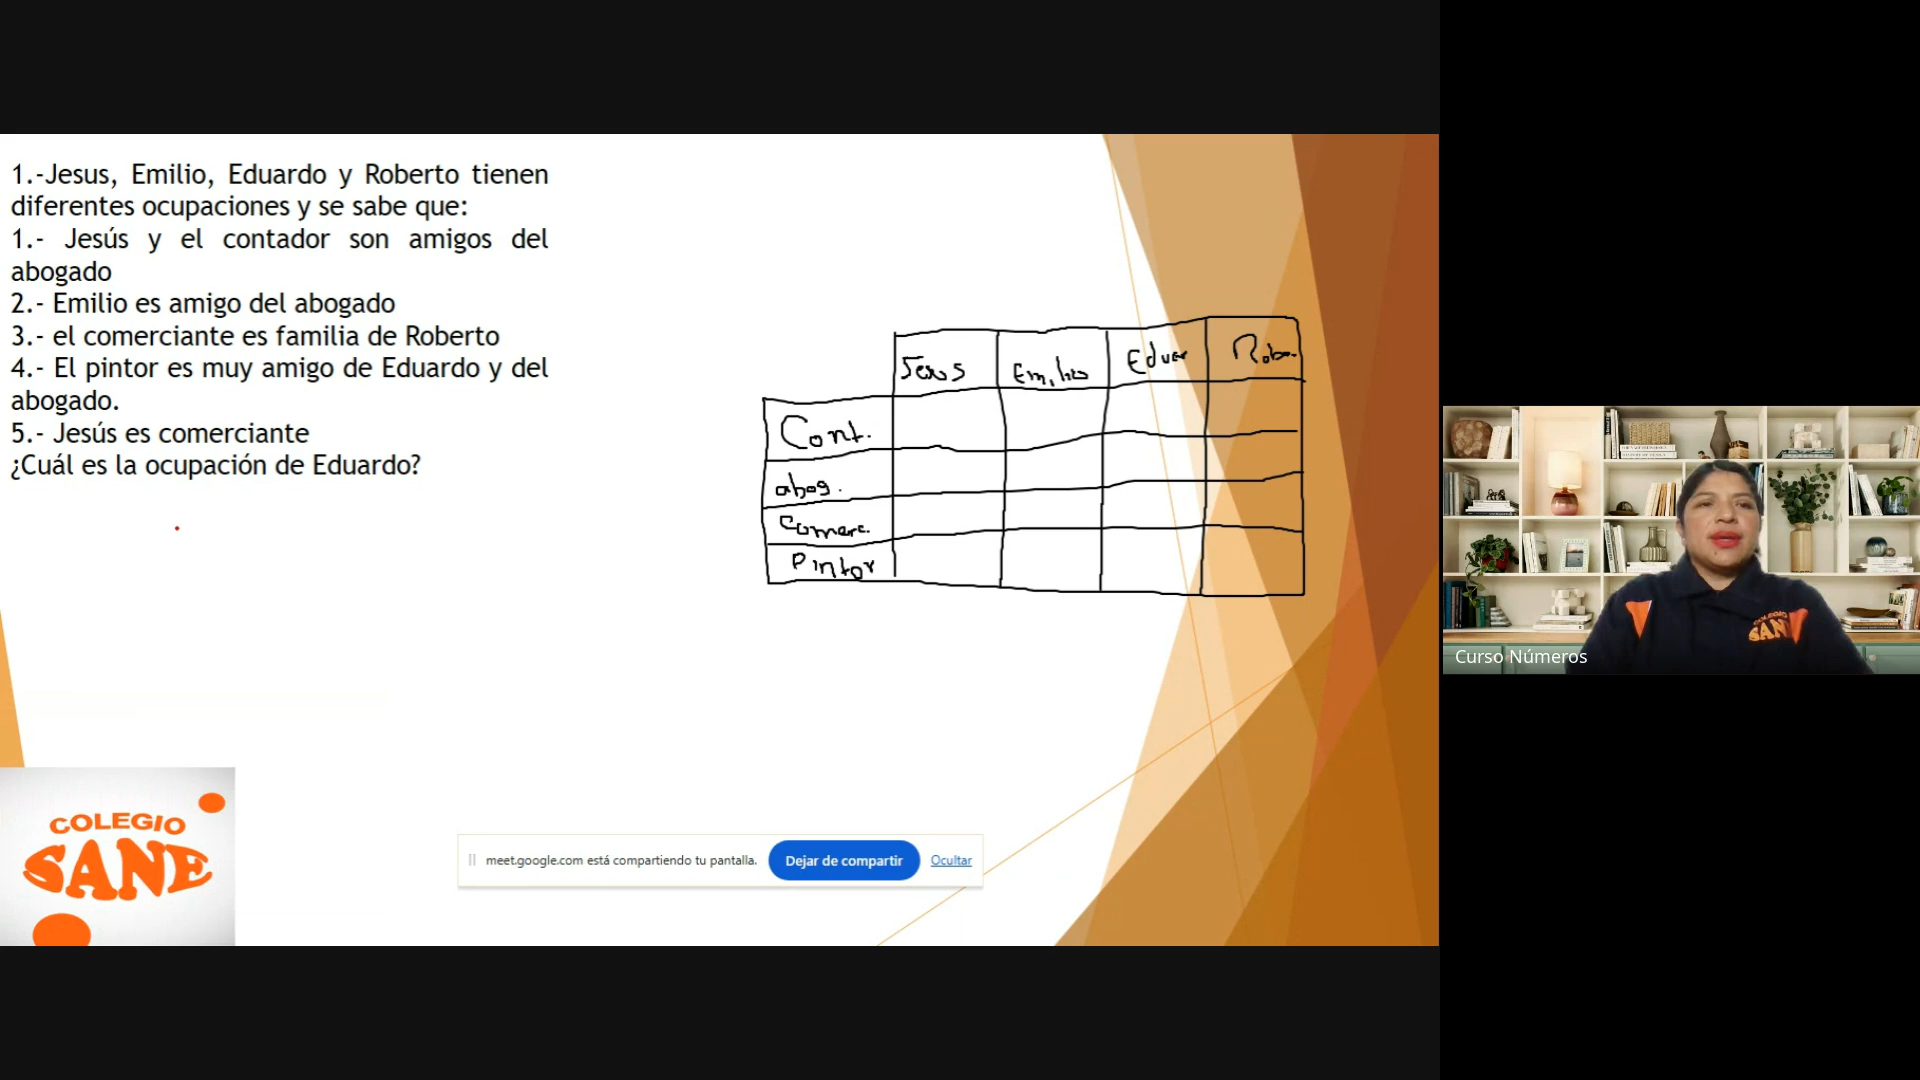 1.-Jesus, Emilio, Eduardo y Roberto tienen
diferentes ocupaciones y se sabe que:
1.- Jesús y el contador son amigos del
abogado
2.- Emilio es amigo del abogado
3.- el comerciante es familia de Roberto
4.- El pintor es muy amigo de Eduardo y del
abogado.
5.- Jesús es comerciante
¿Cuál es la ocupación de Eduardo?
Jesus Emilio Eduar Rober
Cont.
abog.
Comerc.
Pintor
COLEGIO
SANE
meet.google.com está compartiendo tu pantalla. Dejar de compartir Ocultar
COLEGIO
SANE
Curso Números